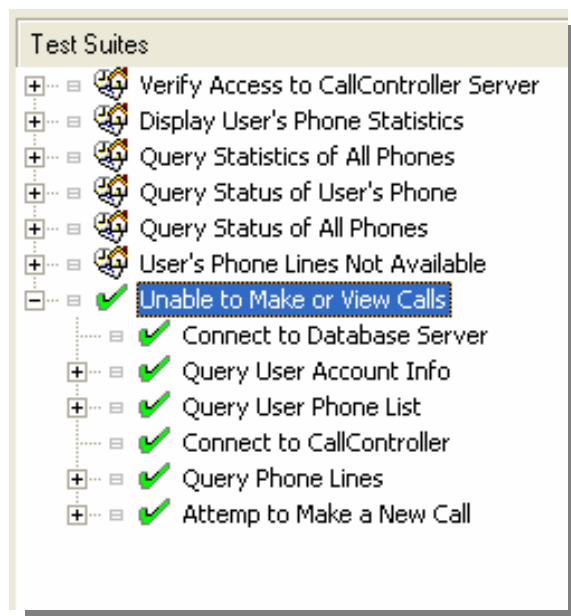 Test Suites
Verify Access to CallController Server
Display User's Phone Statistics
Query Statistics of All Phones
Query Status of User's Phone
Query Status of All Phones
User's Phone Lines Not Available
Unable to Make or View Calls
Connect to Database Server
Query User Account Info
Query User Phone List
Connect to CallController
Query Phone Lines
Attemp to Make a New Call